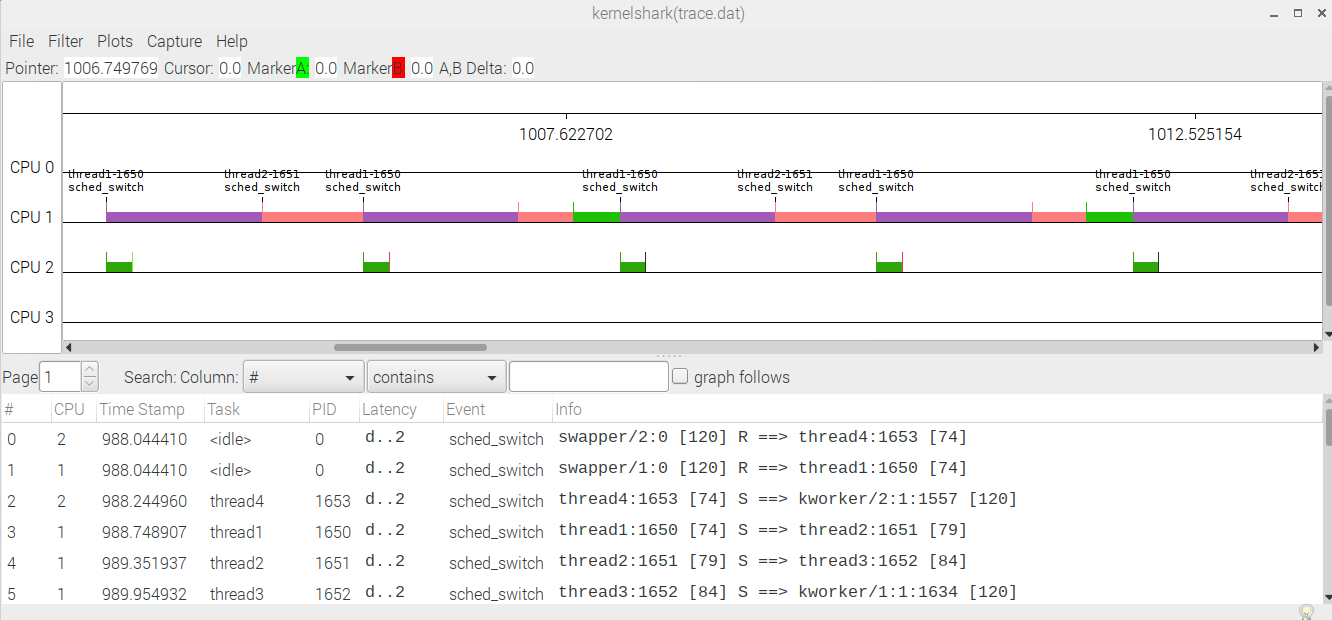 kernelshark(trace.dat)
File Filter Plots Capture Help
Pointer: 1006.749769 Cursor: 0.0 Marker A: 0.0 Marker B: 0.0 A,B Delta: 0.0
1007.622702 1012.525154
CPU 0
thread1-1650 thread2-1651 thread1-1650 thread1-1650 thread2-1651 thread1-1650 thread1-1650 thread2-1651
sched_switch sched_switch sched_switch sched_switch sched_switch sched_switch sched_switch sched_switch
CPU 1
CPU 2
CPU 3
Page 1 Search: Column: # contains graph follows
# CPU Time Stamp Task PID Latency Event Info
0 2 988.044410 <idle> 0 d..2 sched_switch swapper/2:0 [120] R ==> thread4:1653 [74]
1 1 988.044410 <idle> 0 d..2 sched_switch swapper/1:0 [120] R ==> thread1:1650 [74]
2 2 988.244960 thread4 1653 d..2 sched_switch thread4:1653 [74] S ==> kworker/2:1:1557 [120]
3 1 988.748907 thread1 1650 d..2 sched_switch thread1:1650 [74] S ==> thread2:1651 [79]
4 1 989.351937 thread2 1651 d..2 sched_switch thread2:1651 [79] S ==> thread3:1652 [84]
5 1 989.954932 thread3 1652 d..2 sched_switch thread3:1652 [84] S ==> kworker/1:1:1634 [120]